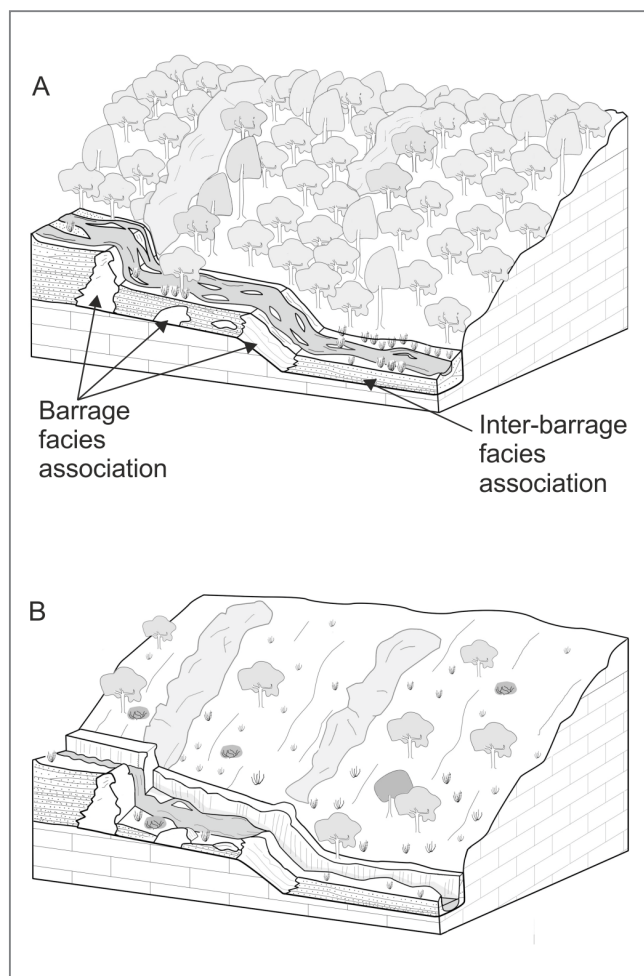 A
Barrage
facies
association
Inter-barrage
facies
association
B